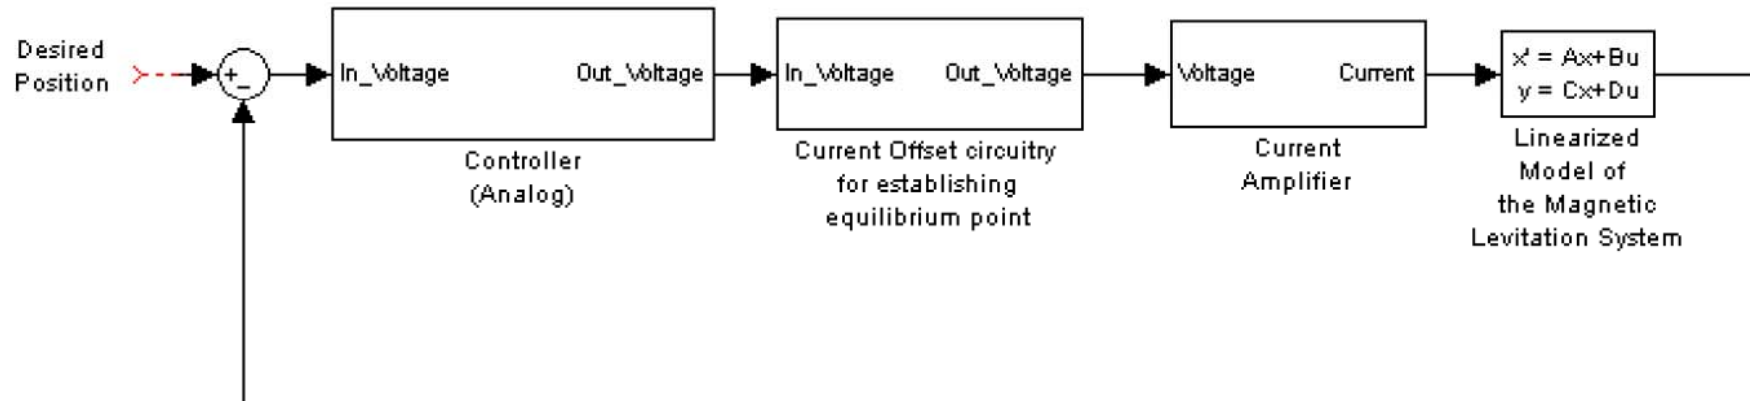 Desired
Position
+
−
In_Voltage
Out_Voltage
Controller
(Analog)
In_Voltage
Out_Voltage
Current Offset circuitry
for establishing
equilibrium point
Voltage
Current
Current
Amplifier
x' = Ax+Bu
y = Cx+Du
Linearized
Model of
the Magnetic
Levitation System